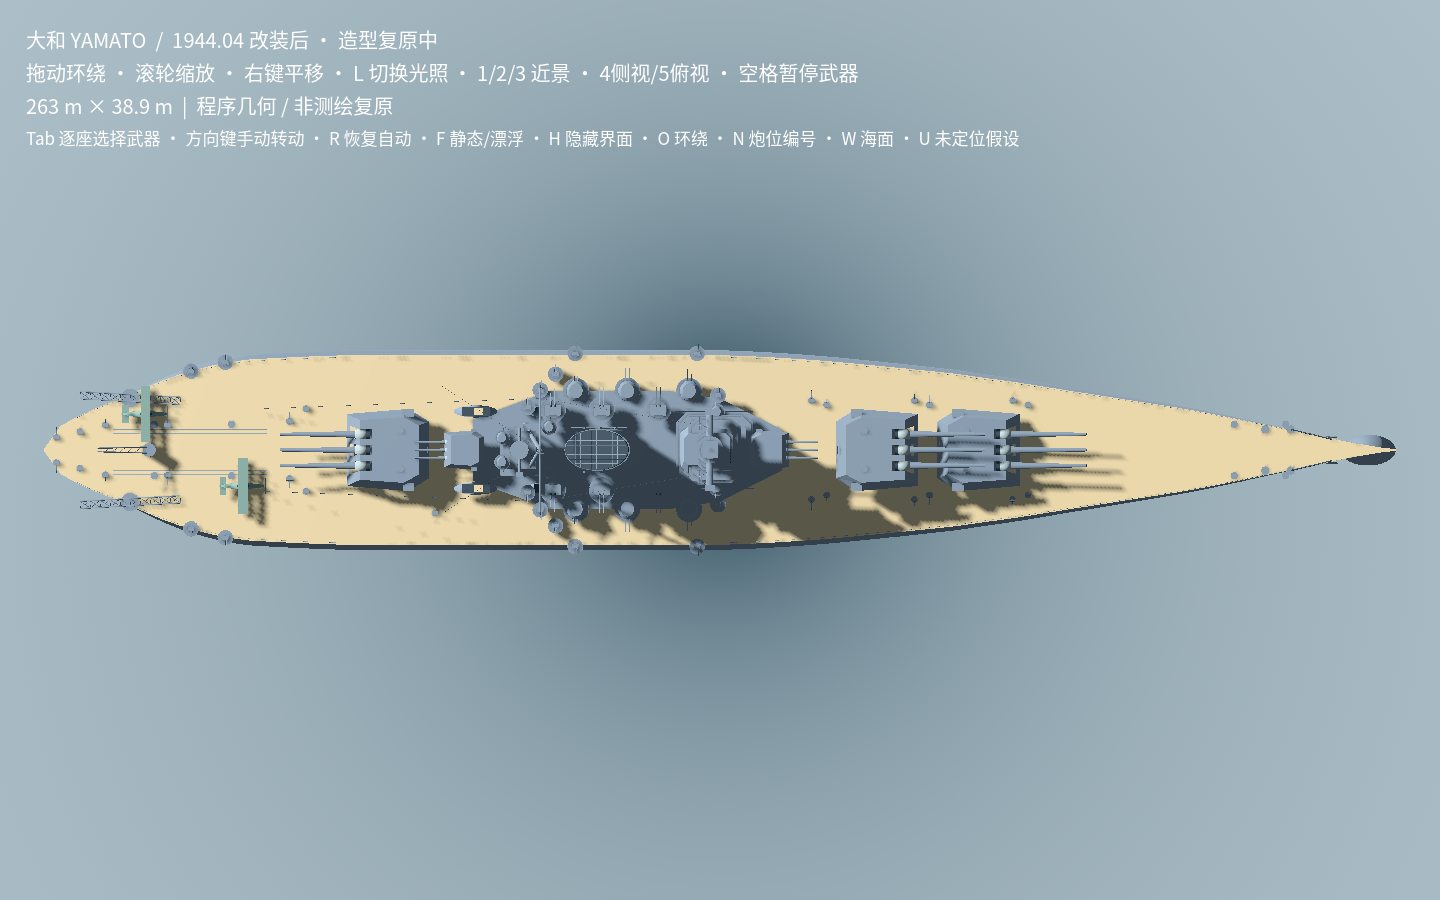 大和 YAMATO / 1944.04 改装后 · 造型复原中
拖动环绕 · 滚轮缩放 · 右键平移 · L 切换光照 · 1/2/3 近景 · 4侧视/5俯视 · 空格暂停武器
263 m × 38.9 m | 程序几何 / 非测绘复原
Tab 逐座选择武器 · 方向键手动转动 · R 恢复自动 · F 静态/漂浮 · H 隐藏界面 · O 环绕 · N 炮位编号 · W 海面 · U 未定位假设